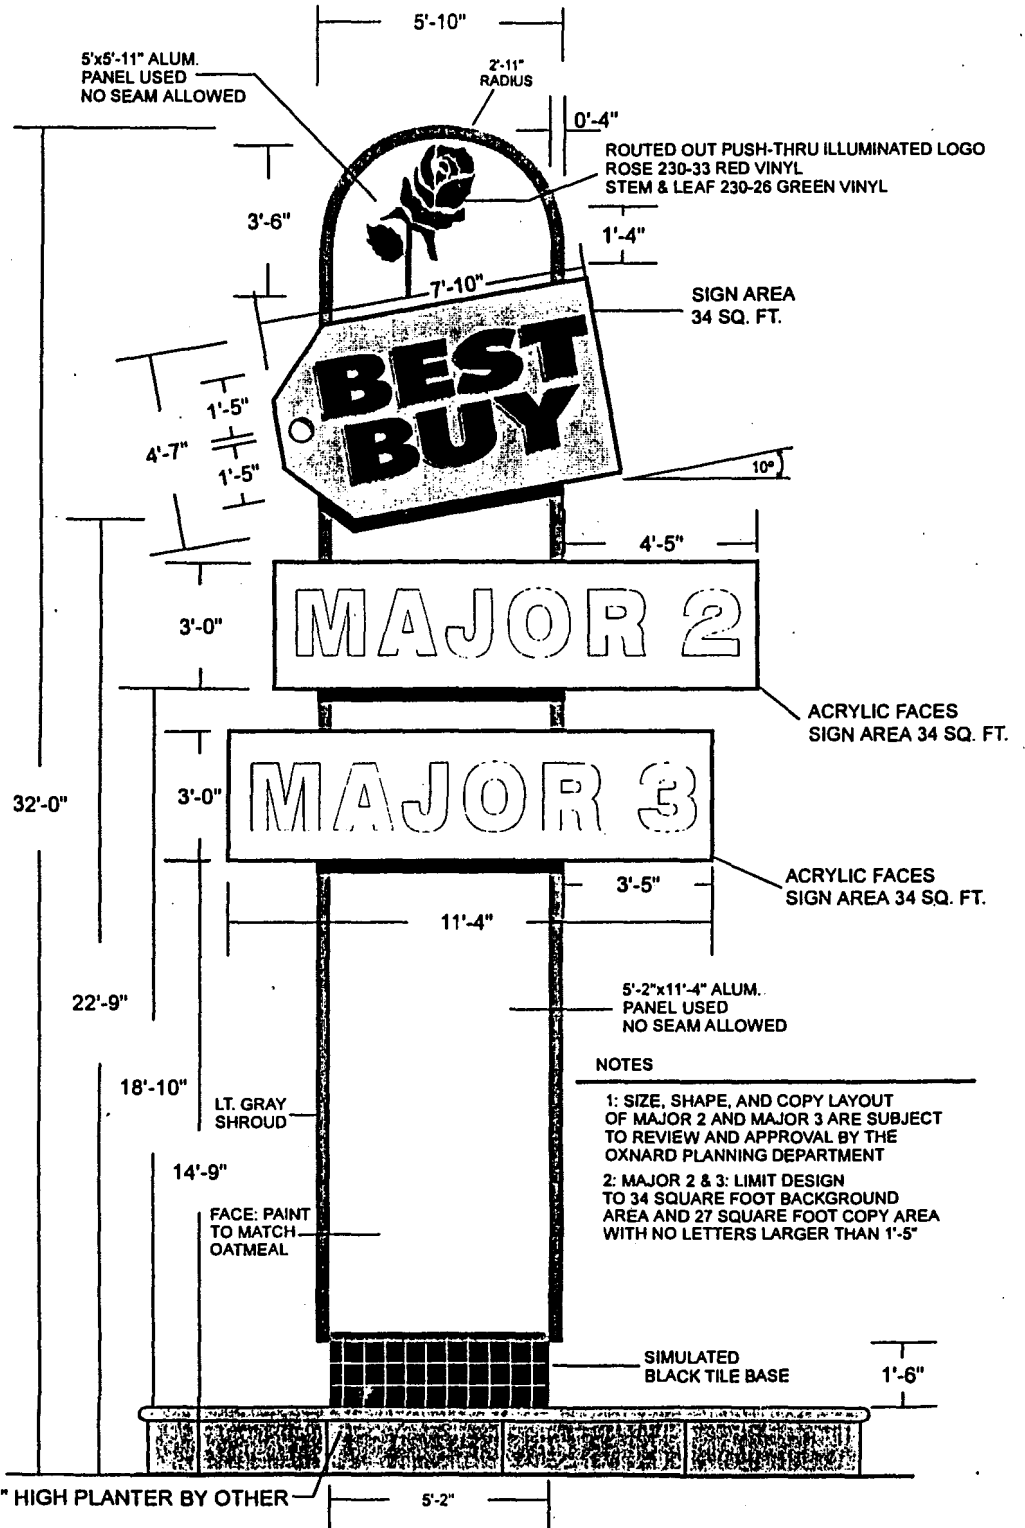 5'-10"
5'x5'-11" ALUM.
PANEL USED
NO SEAM ALLOWED
2'-11"
RADIUS
0'-4"
ROUTED OUT PUSH-THRU ILLUMINATED LOGO
ROSE 230-33 RED VINYL
STEM & LEAF 230-26 GREEN VINYL
3'-6"
1'-4"
7'-10"
SIGN AREA
34 SQ. FT.
BEST
BUY
1'-5"
4'-7"
1'-5"
10°
4'-5"
3'-0"
MAJOR 2
ACRYLIC FACES
SIGN AREA 34 SQ. FT.
32'-0"
3'-0"
MAJOR 3
ACRYLIC FACES
SIGN AREA 34 SQ. FT.
3'-5"
11'-4"
22'-9"
5'-2"x11'-4" ALUM.
PANEL USED
NO SEAM ALLOWED
NOTES
18'-10"
LT. GRAY
SHROUD
1: SIZE, SHAPE, AND COPY LAYOUT
OF MAJOR 2 AND MAJOR 3 ARE SUBJECT
TO REVIEW AND APPROVAL BY THE
OXNARD PLANNING DEPARTMENT
14'-9"
2: MAJOR 2 & 3: LIMIT DESIGN
TO 34 SQUARE FOOT BACKGROUND
AREA AND 27 SQUARE FOOT COPY AREA
WITH NO LETTERS LARGER THAN 1'-5"
FACE: PAINT
TO MATCH
OATMEAL
SIMULATED
BLACK TILE BASE
1'-6"
" HIGH PLANTER BY OTHER
5'-2"